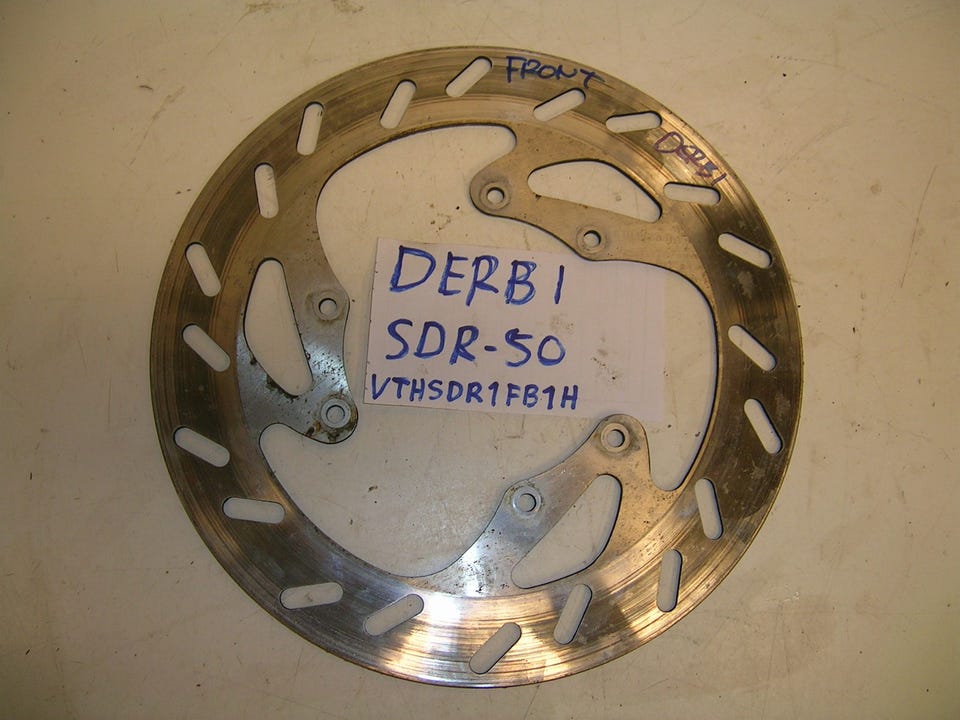 FRONT
DERBI
DERBI
SDR-50
VTHSDR1FB1H